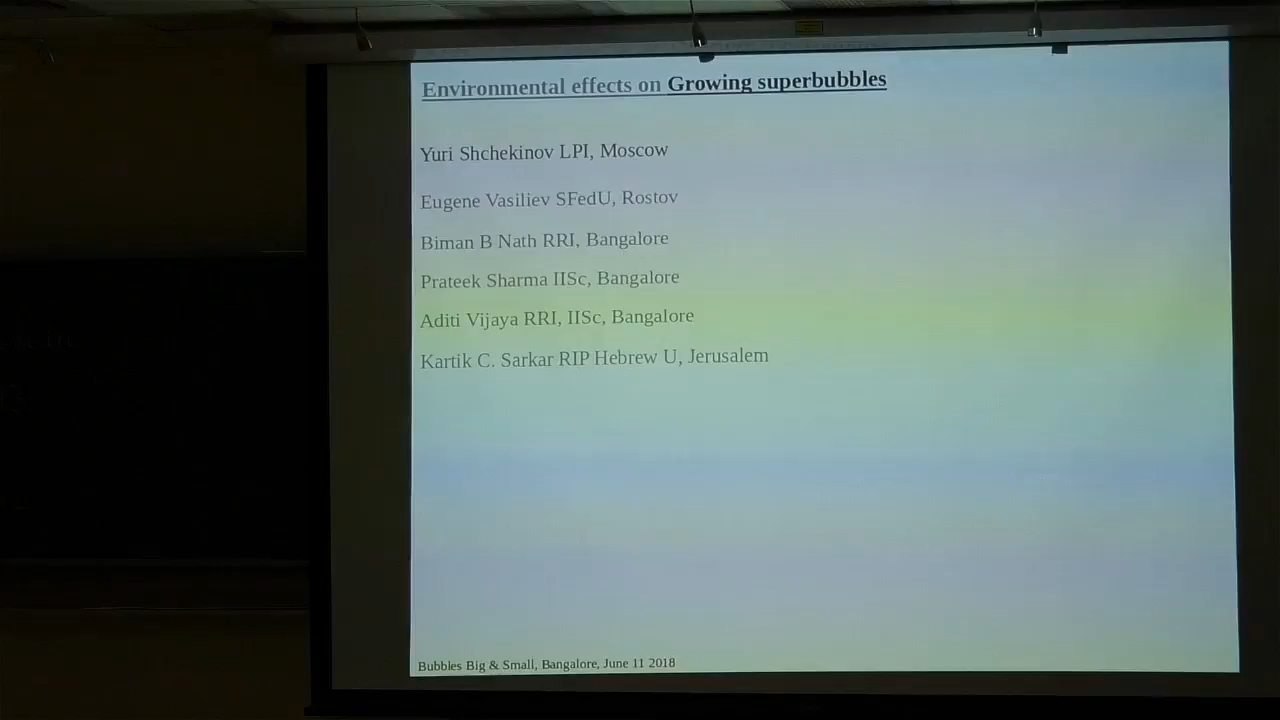 Environmental effects on Growing superbubbles
Yuri Shchekinov LPI, Moscow
Eugene Vasiliev SFedU, Rostov
Biman B Nath RRI, Bangalore
Prateek Sharma IISc, Bangalore
Aditi Vijaya RRI, IISc, Bangalore
Kartik C. Sarkar RIP Hebrew U, Jerusalem
Bubbles Big & Small, Bangalore, June 11 2018